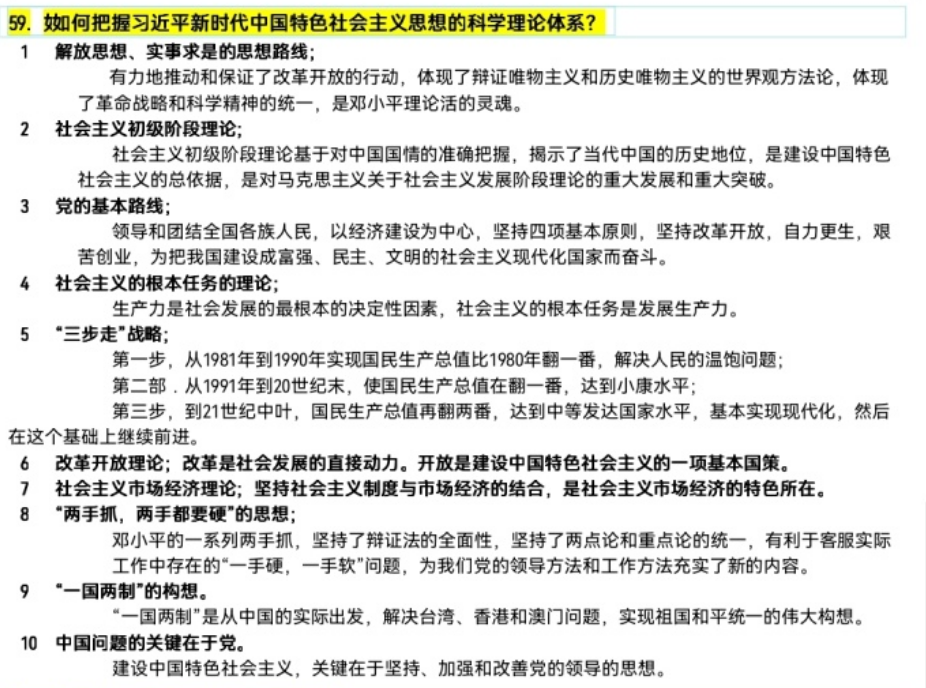 59. 如何把握习近平新时代中国特色社会主义思想的科学理论体系?
1 解放思想、实事求是的思想路线;
有力地推动和保证了改革开放的行动，体现了辩证唯物主义和历史唯物主义的世界观方法论，体现
了革命战略和科学精神的统一，是邓小平理论活的灵魂。
2 社会主义初级阶段理论;
社会主义初级阶段理论基于对中国国情的准确把握，揭示了当代中国的历史地位，是建设中国特色
社会主义的总依据，是对马克思主义关于社会主义发展阶段理论的重大发展和重大突破。
3 党的基本路线;
领导和团结全国各族人民，以经济建设为中心，坚持四项基本原则，坚持改革开放，自力更生，艰
苦创业，为把我国建设成富强、民主、文明的社会主义现代化国家而奋斗。
4 社会主义的根本任务的理论;
生产力是社会发展的最根本的决定性因素，社会主义的根本任务是发展生产力。
5 “三步走”战略;
第一步，从1981年到1990年实现国民生产总值比1980年翻一番，解决人民的温饱问题;
第二部．从1991年到20世纪末，使国民生产总值在翻一番，达到小康水平;
第三步，到21世纪中叶，国民生产总值再翻两番，达到中等发达国家水平，基本实现现代化，然后
在这个基础上继续前进。
6 改革开放理论；改革是社会发展的直接动力。开放是建设中国特色社会主义的一项基本国策。
7 社会主义市场经济理论；坚持社会主义制度与市场经济的结合，是社会主义市场经济的特色所在。
8 “两手抓，两手都要硬”的思想;
邓小平的一系列两手抓，坚持了辩证法的全面性，坚持了两点论和重点论的统一，有利于客服实际
工作中存在的“一手硬，一手软”问题，为我们党的领导方法和工作方法充实了新的内容。
9 “一国两制”的构想。
“一国两制”是从中国的实际出发，解决台湾、香港和澳门问题，实现祖国和平统一的伟大构想。
10 中国问题的关键在于党。
建设中国特色社会主义，关键在于坚持、加强和改善党的领导的思想。